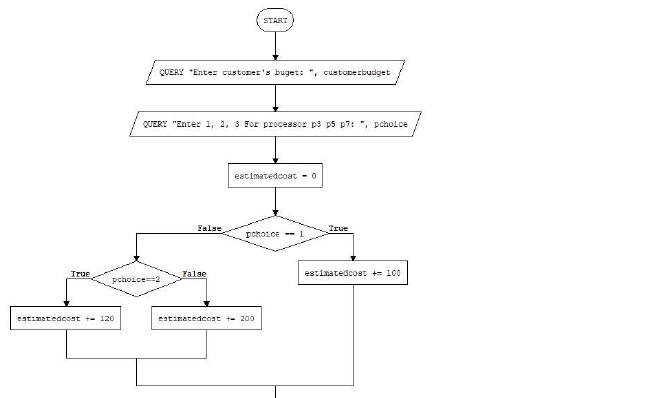 START
QUERY "Enter customer's buget: ", customerbudget
QUERY "Enter 1, 2, 3 For processor p3 p5 p7: ", pchoice
estimatedcost = 0
False
pchoice == 1
True
estimatedcost += 100
True
pchoice==2
False
estimatedcost += 120
estimatedcost += 200